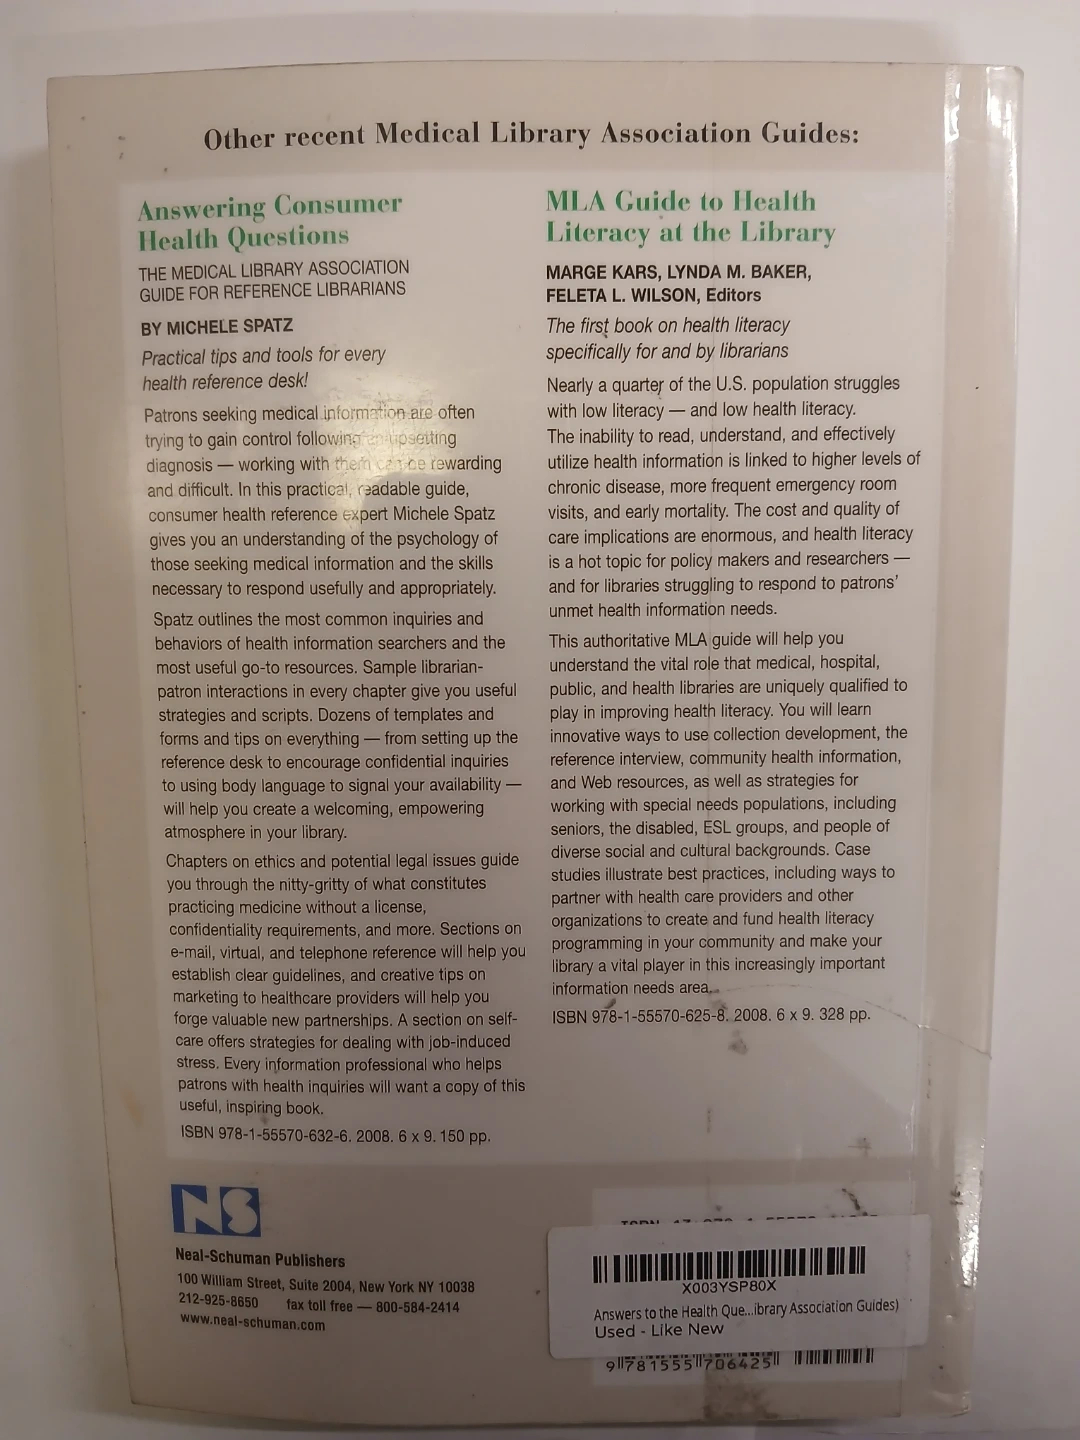 Other recent Medical Library Association Guides:
Answering Consumer
Health Questions
THE MEDICAL LIBRARY ASSOCIATION
GUIDE FOR REFERENCE LIBRARIANS
BY MICHELE SPATZ
Practical tips and tools for every
health reference desk!
Patrons seeking medical information are often
trying to gain control following an upsetting
diagnosis — working with them can be rewarding
and difficult. In this practical, readable guide,
consumer health reference expert Michele Spatz
gives you an understanding of the psychology of
those seeking medical information and the skills
necessary to respond usefully and appropriately.
Spatz outlines the most common inquiries and
behaviors of health information searchers and the
most useful go-to resources. Sample librarian-
patron interactions in every chapter give you useful
strategies and scripts. Dozens of templates and
forms and tips on everything — from setting up the
reference desk to encourage confidential inquiries
to using body language to signal your availability —
will help you create a welcoming, empowering
atmosphere in your library.
Chapters on ethics and potential legal issues guide
you through the nitty-gritty of what constitutes
practicing medicine without a license,
confidentiality requirements, and more. Sections on
e-mail, virtual, and telephone reference will help you
establish clear guidelines, and creative tips on
marketing to healthcare providers will help you
forge valuable new partnerships. A section on self-
care offers strategies for dealing with job-induced
stress. Every information professional who helps
patrons with health inquiries will want a copy of this
useful, inspiring book.
ISBN 978-1-55570-632-6. 2008. 6 x 9. 150 pp.
MLA Guide to Health
Literacy at the Library
MARGE KARS, LYNDA M. BAKER,
FELETA L. WILSON, Editors
The first book on health literacy
specifically for and by librarians
Nearly a quarter of the U.S. population struggles
with low literacy — and low health literacy.
The inability to read, understand, and effectively
utilize health information is linked to higher levels of
chronic disease, more frequent emergency room
visits, and early mortality. The cost and quality of
care implications are enormous, and health literacy
is a hot topic for policy makers and researchers —
and for libraries struggling to respond to patrons'
unmet health information needs.
This authoritative MLA guide will help you
understand the vital role that medical, hospital,
public, and health libraries are uniquely qualified to
play in improving health literacy. You will learn
innovative ways to use collection development, the
reference interview, community health information,
and Web resources, as well as strategies for
working with special needs populations, including
seniors, the disabled, ESL groups, and people of
diverse social and cultural backgrounds. Case
studies illustrate best practices, including ways to
partner with health care providers and other
organizations to create and fund health literacy
programming in your community and make your
library a vital player in this increasingly important
information needs area.
ISBN 978-1-55570-625-8. 2008. 6 x 9. 328 pp.
NS
Neal-Schuman Publishers
100 William Street, Suite 2004, New York NY 10038
212-925-8650 fax toll free — 800-584-2414
www.neal-schuman.com
X003YSP80X
Answers to the Health Que...ibrary Association Guides)
Used - Like New
9 781555 706425